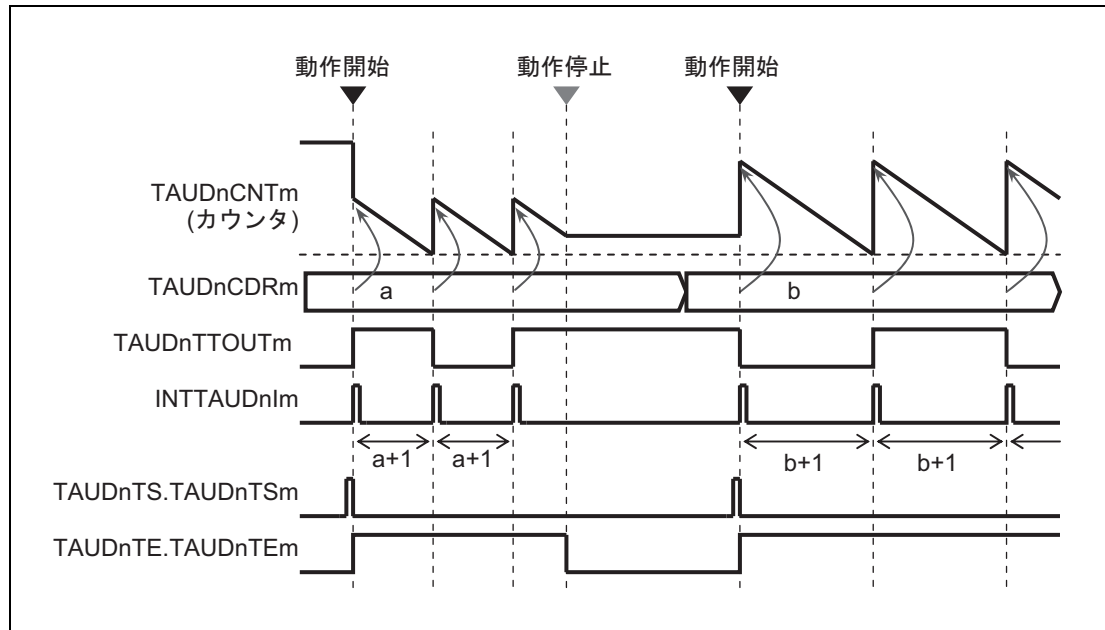 動作開始 動作停止 動作開始
TAUDnCNTm
(カウンタ)
TAUDnCDRm a b
TAUDnTTOUTm
INTTAUDnIm
a+1 a+1 b+1 b+1
TAUDnTS.TAUDnTSm
TAUDnTE.TAUDnTEm